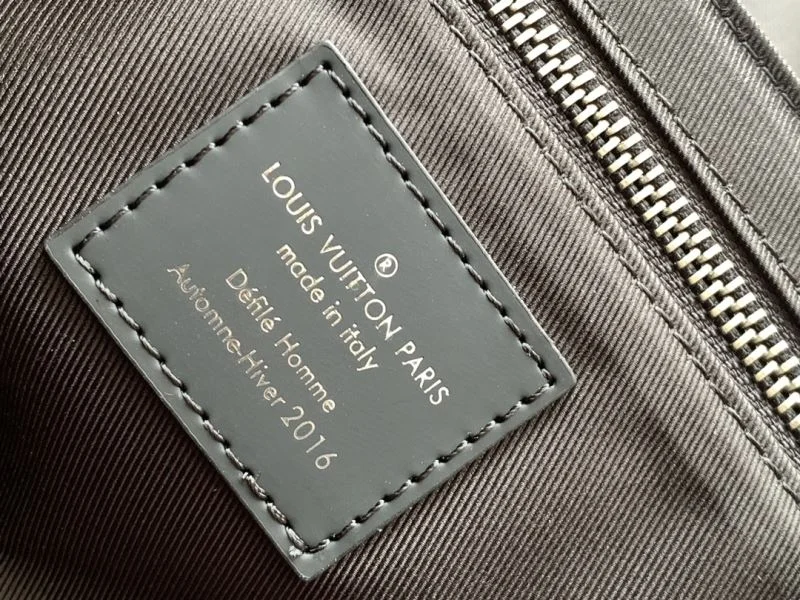 LOUIS VUITTON PARIS
®
made in italy
Défilé Homme
Automne-Hiver 2016